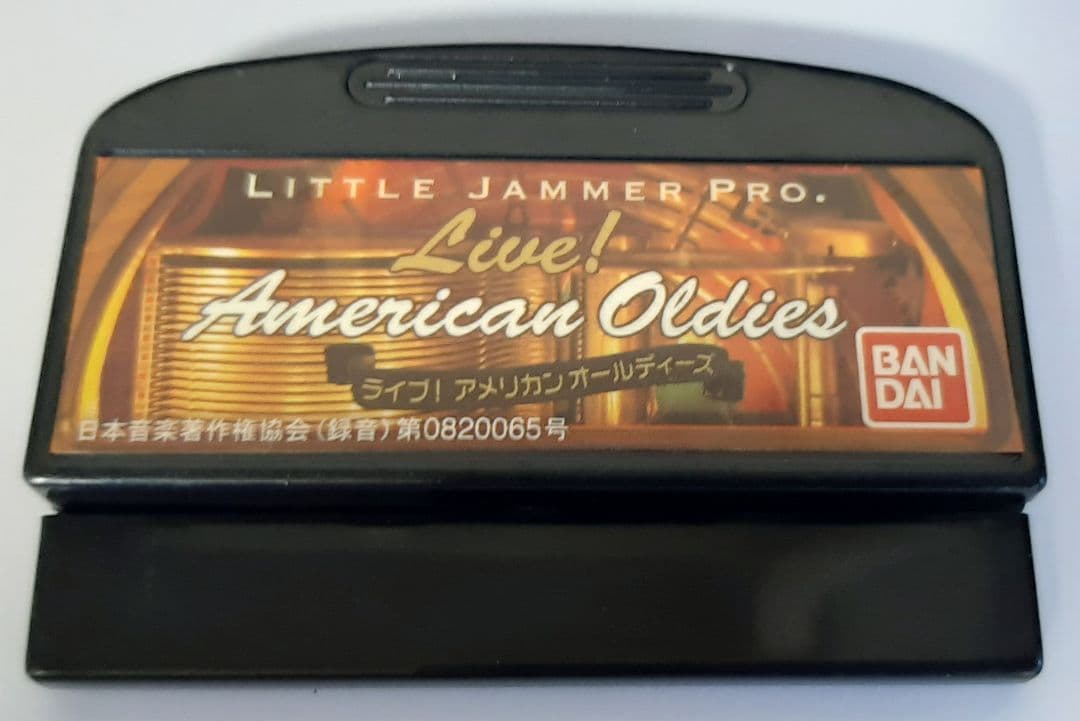 LITTLE JAMMER PRO.
Live!
American Oldies
ライブ! アメリカン オールディーズ
BAN
DAI
日本音楽著作権協会(録音)第0820065号